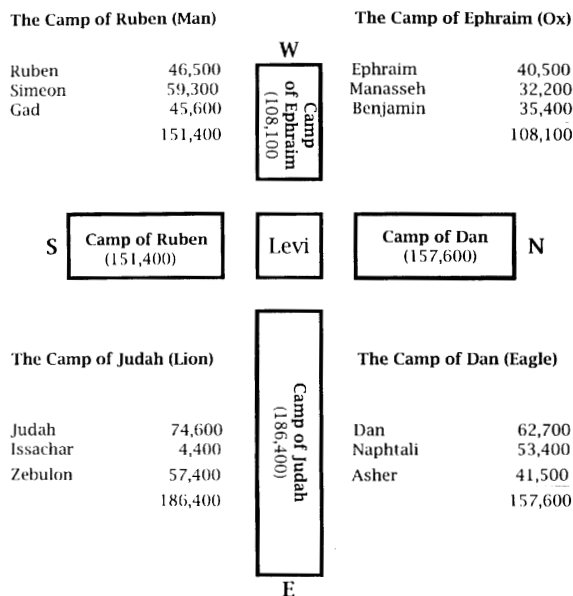 The Camp of Ruben (Man)
Ruben 46,500
Simeon 59,300
Gad 45,600
151,400
The Camp of Ephraim (Ox)
Ephraim 40,500
Manasseh 32,200
Benjamin 35,400
108,100
W
Camp
of Ephraim
(108,100
S
Camp of Ruben
(151,400)
Levi
Camp of Dan
(157,600)
N
The Camp of Judah (Lion)
Judah 74,600
Issachar 4,400
Zebulon 57,400
186,400
Camp of Judah
(186,400)
The Camp of Dan (Eagle)
Dan 62,700
Naphtali 53,400
Asher 41,500
157,600
E